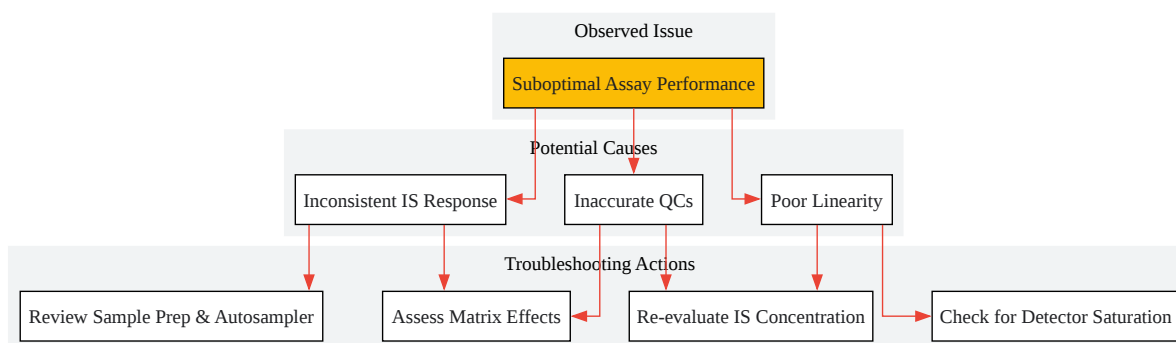 Observed Issue
Suboptimal Assay Performance
Potential Causes
Inconsistent IS Response
Inaccurate QCs
Poor Linearity
Troubleshooting Actions
Review Sample Prep & Autosampler
Assess Matrix Effects
Re-evaluate IS Concentration
Check for Detector Saturation